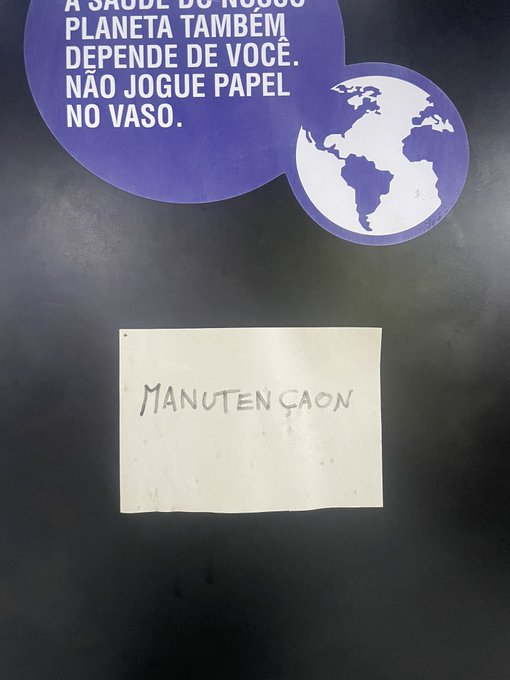 A SAÚDE DO NOSSO
PLANETA TAMBÉM
DEPENDE DE VOCÊ.
NÃO JOGUE PAPEL
NO VASO.
MANUTENÇAON